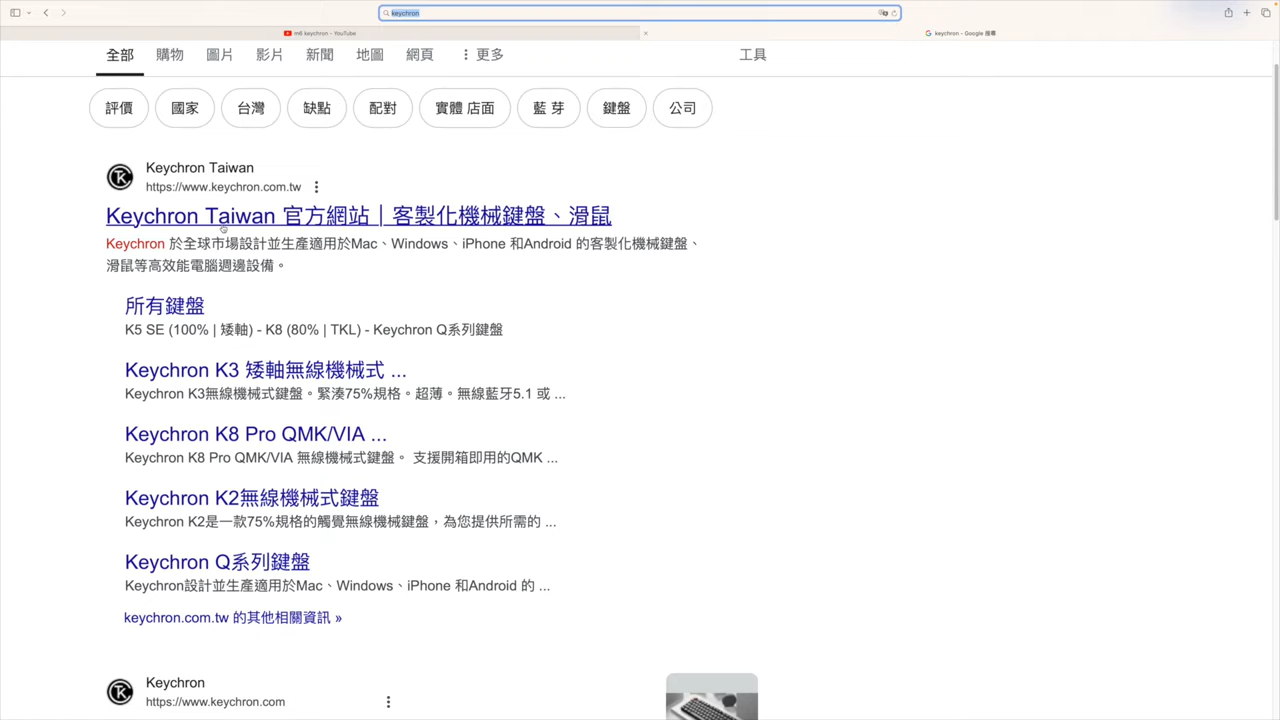 keychron
m6 keychron - YouTube
keychron - Google 搜尋
全部 購物 圖片 影片 新聞 地圖 網頁 更多 工具
評價 國家 台灣 缺點 配對 實體 店面 藍 芽 鍵盤 公司
Keychron Taiwan
https://www.keychron.com.tw
Keychron Taiwan 官方網站｜客製化機械鍵盤、滑鼠
Keychron 於全球市場設計並生產適用於Mac、Windows、iPhone 和Android 的客製化機械鍵盤、
滑鼠等高效能電腦週邊設備。
所有鍵盤
K5 SE (100% | 矮軸) - K8 (80% | TKL) - Keychron Q系列鍵盤
Keychron K3 矮軸無線機械式 ...
Keychron K3無線機械式鍵盤。緊湊75%規格。超薄。無線藍牙5.1 或 ...
Keychron K8 Pro QMK/VIA ...
Keychron K8 Pro QMK/VIA 無線機械式鍵盤。 支援開箱即用的QMK ...
Keychron K2無線機械式鍵盤
Keychron K2是一款75%規格的觸覺無線機械鍵盤，為您提供所需的 ...
Keychron Q系列鍵盤
Keychron設計並生產適用於Mac、Windows、iPhone 和Android 的 ...
keychron.com.tw 的其他相關資訊 »
Keychron
https://www.keychron.com